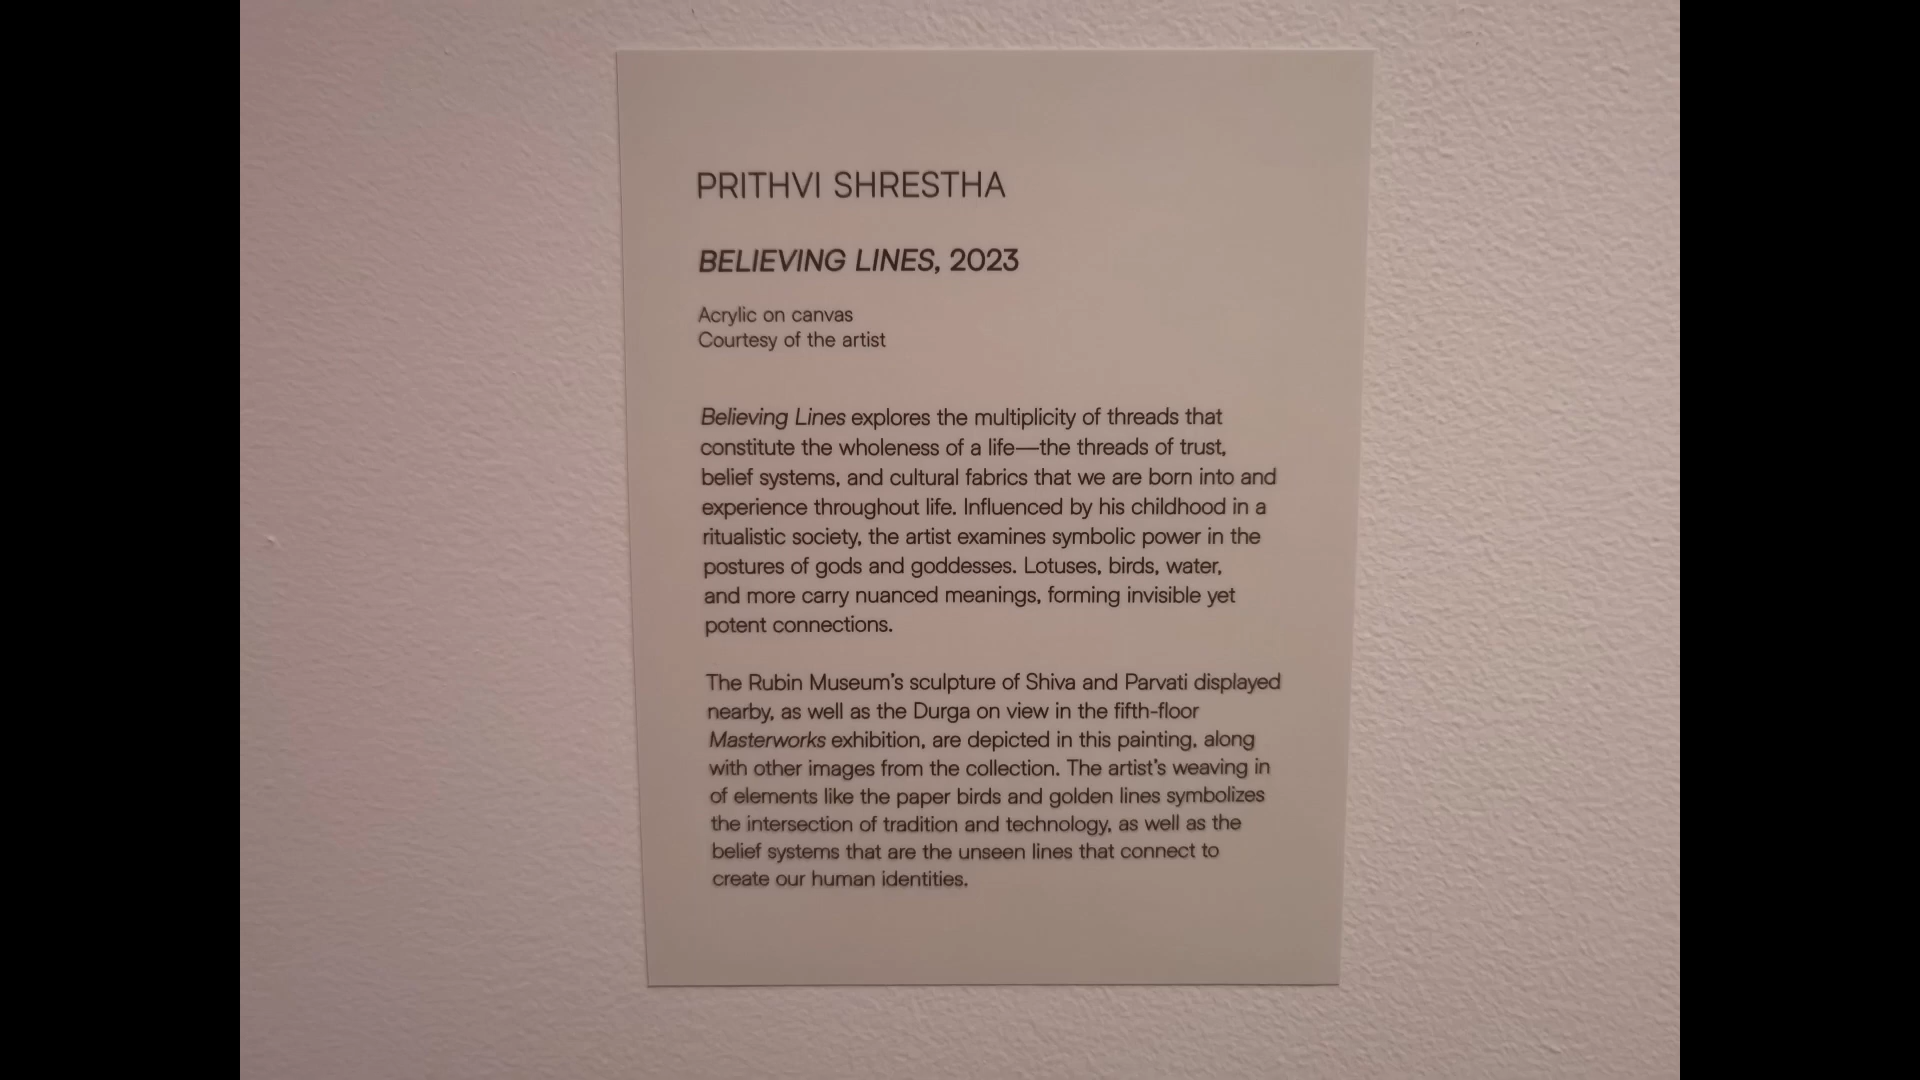 PRITHVI SHRESTHA
BELIEVING LINES, 2023
Acrylic on canvas
Courtesy of the artist
Believing Lines explores the multiplicity of threads that
constitute the wholeness of a life—the threads of trust,
belief systems, and cultural fabrics that we are born into and
experience throughout life. Influenced by his childhood in a
ritualistic society, the artist examines symbolic power in the
postures of gods and goddesses. Lotuses, birds, water,
and more carry nuanced meanings, forming invisible yet
potent connections.
The Rubin Museum’s sculpture of Shiva and Parvati displayed
nearby, as well as the Durga on view in the fifth-floor
Masterworks exhibition, are depicted in this painting, along
with other images from the collection. The artist’s weaving in
of elements like the paper birds and golden lines symbolizes
the intersection of tradition and technology, as well as the
belief systems that are the unseen lines that connect to
create our human identities.